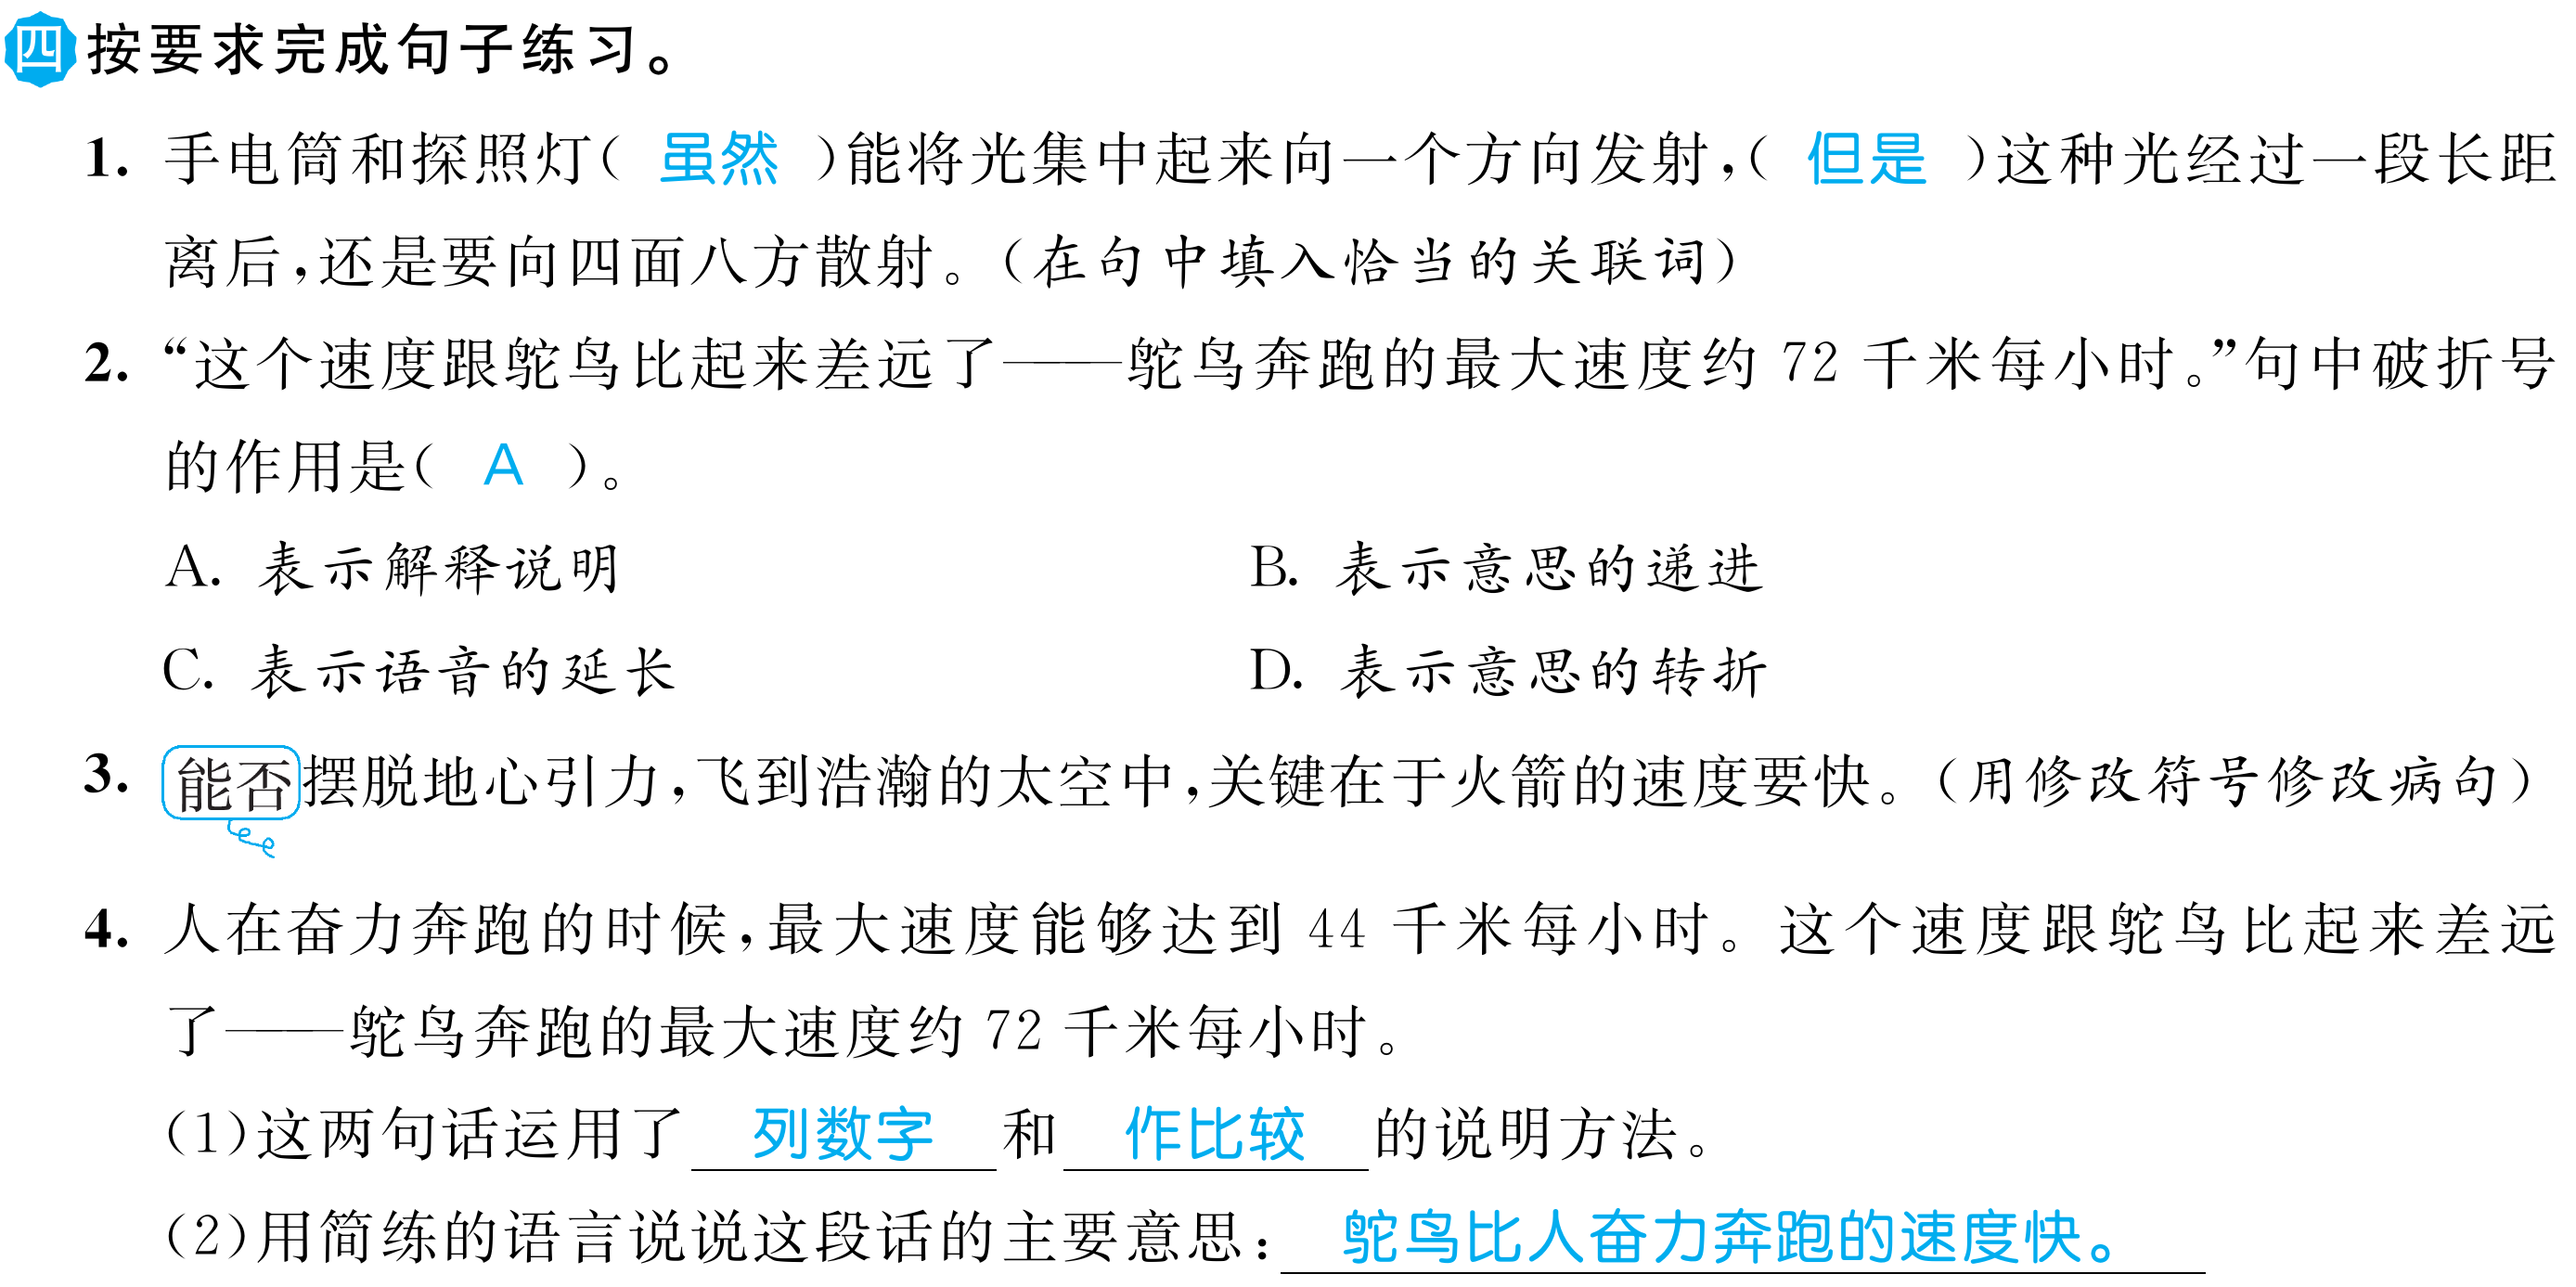 四 按要求完成句子练习。
1. 手电筒和探照灯( 虽然 )能将光集中起来向一个方向发射,( 但是 )这种光经过一段长距
离后,还是要向四面八方散射。(在句中填入恰当的关联词)
2. “这个速度跟鸵鸟比起来差远了——鸵鸟奔跑的最大速度约 72 千米每小时。”句中破折号
的作用是( A )。
A. 表示解释说明 B. 表示意思的递进
C. 表示语音的延长 D. 表示意思的转折
3. 能否摆脱地心引力,飞到浩瀚的太空中,关键在于火箭的速度要快。(用修改符号修改病句)
4. 人在奋力奔跑的时候,最大速度能够达到 44 千米每小时。这个速度跟鸵鸟比起来差远
了——鸵鸟奔跑的最大速度约 72 千米每小时。
(1)这两句话运用了 列数字 和 作比较 的说明方法。
(2)用简练的语言说说这段话的主要意思: 鸵鸟比人奋力奔跑的速度快。